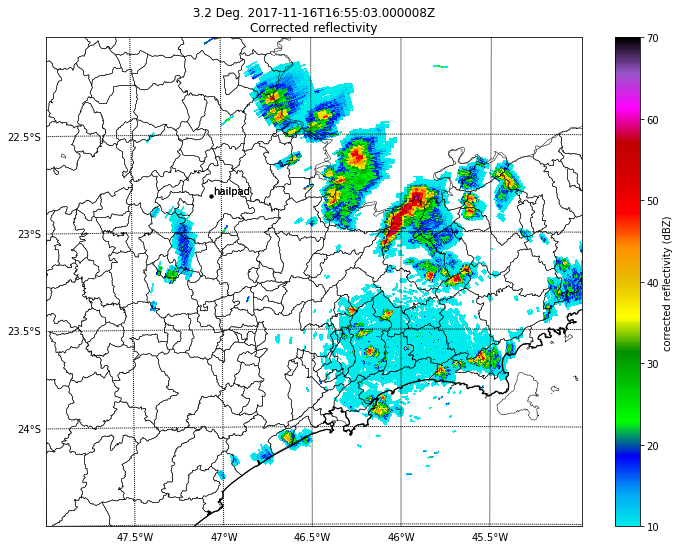 3.2 Deg. 2017-11-16T16:55:03.000008Z
Corrected reflectivity
22.5°S
23°S
23.5°S
24°S
hailpad
47.5°W
47°W
46.5°W
46°W
45.5°W
70
60
50
40
30
20
10
corrected reflectivity (dBZ)